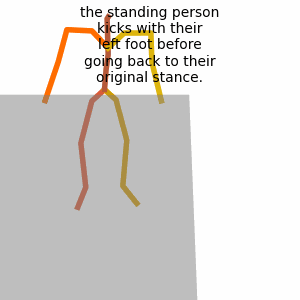 the standing person
kicks with their
left foot before
going back to their
original stance.